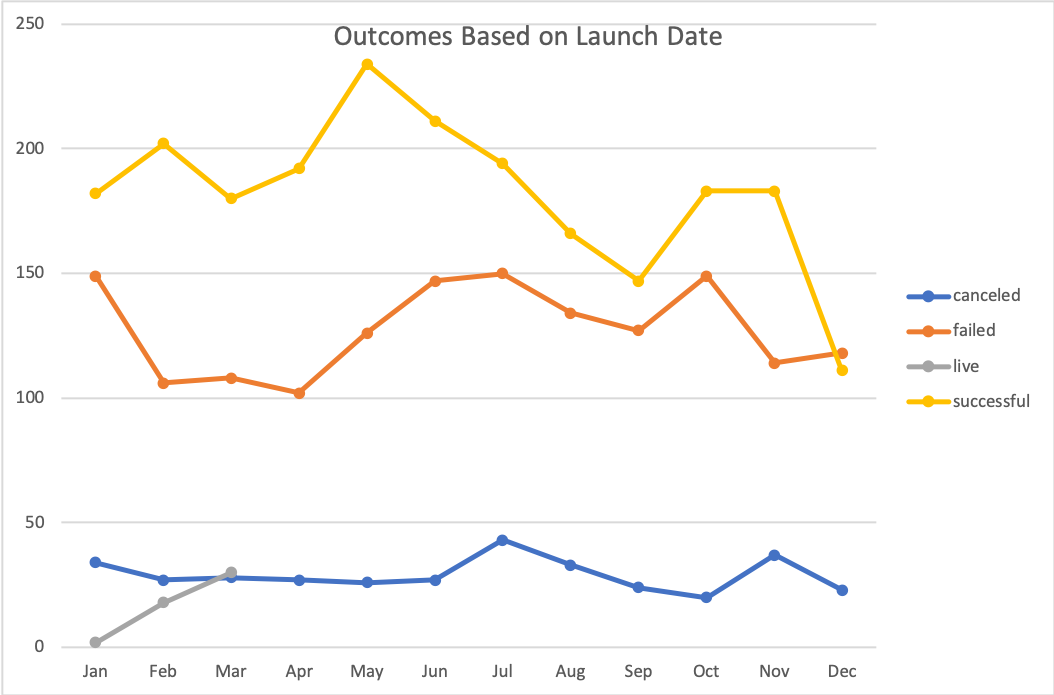 Outcomes Based on Launch Date
250
200
150
100
50
0
Jan Feb Mar Apr May Jun Jul Aug Sep Oct Nov Dec
canceled
failed
live
successful